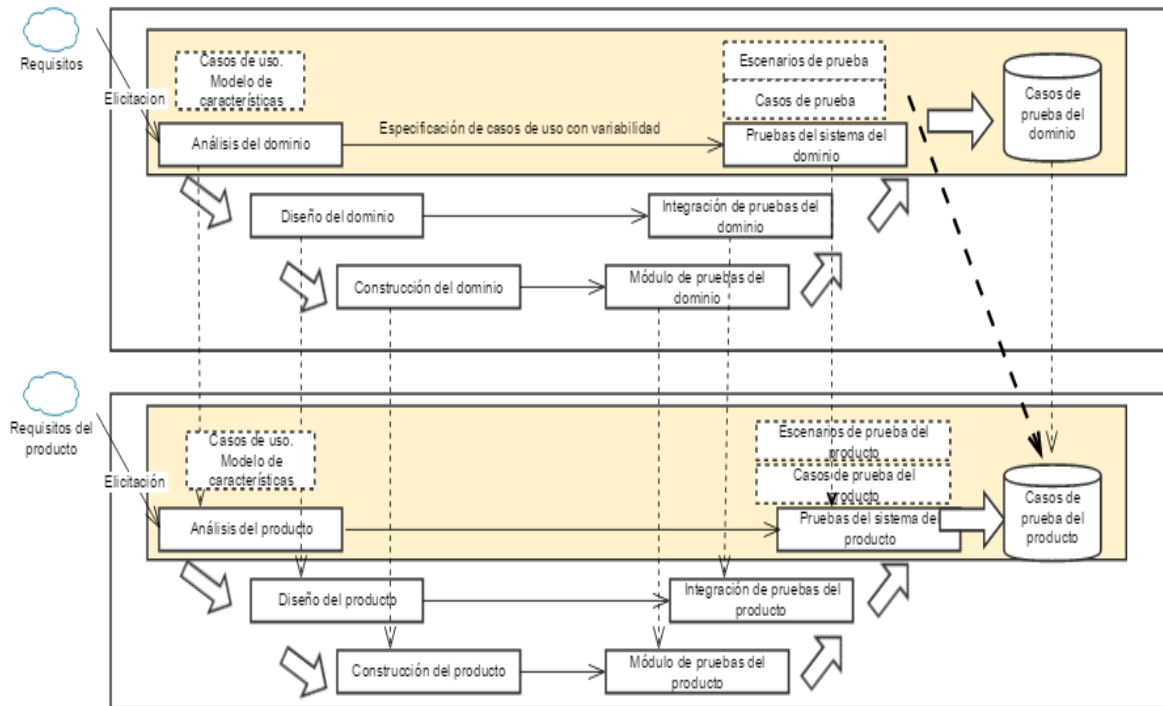 Requisitos
Casos de uso.
Modelo de
características
Escenarios de prueba
Casos de prueba
Casos de
prueba del
dominio
Elicitacion
Análisis del dominio
Especificación de casos de uso con variabilidad
Pruebas del sistema del
dominio
Diseño del dominio
Integración de pruebas del
dominio
Construcción del dominio
Módulo de pruebas del
dominio
Requisitos del
producto
Casos de uso.
Modelo de
características
Escenarios de prueba del
producto
Casos de prueba del
producto
Elicitación
Análisis del producto
Pruebas del sistema del
producto
Casos de
prueba del
producto
Diseño del producto
Integración de pruebas del
producto
Construcción del producto
Módulo de pruebas del
producto